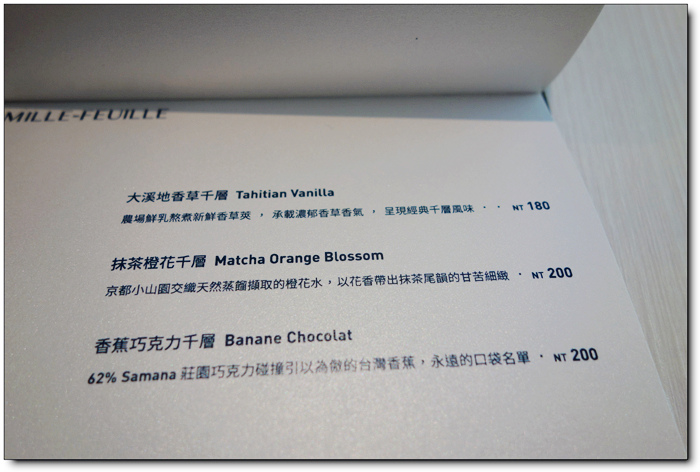 MILLE-FEUILLE
大溪地香草千層 Tahitian Vanilla
農場鮮乳熬煮新鮮香草莢 ， 承載濃郁香草香氣 ， 呈現經典千層風味 · · NT 180
抹茶橙花千層 Matcha Orange Blossom
京都小山園交織天然蒸餾擷取的橙花水，以花香帶出抹茶尾韻的甘苦細緻 · NT 200
香蕉巧克力千層 Banane Chocolat
62% Samana 莊園巧克力碰撞引以為傲的台灣香蕉，永遠的口袋名單 · NT 200